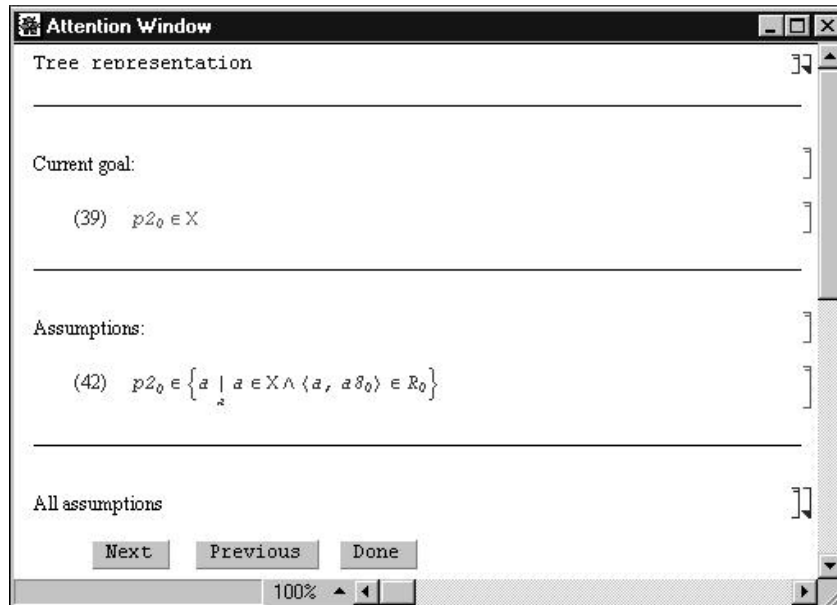 Attention Window
Tree representation
Current goal:
(39) p2₀ ∈ X
Assumptions:
(42) p2₀ ∈ {a | a ∈ X ∧ ⟨a, a8₀⟩ ∈ R₀}
a
All assumptions
Next Previous Done
100%